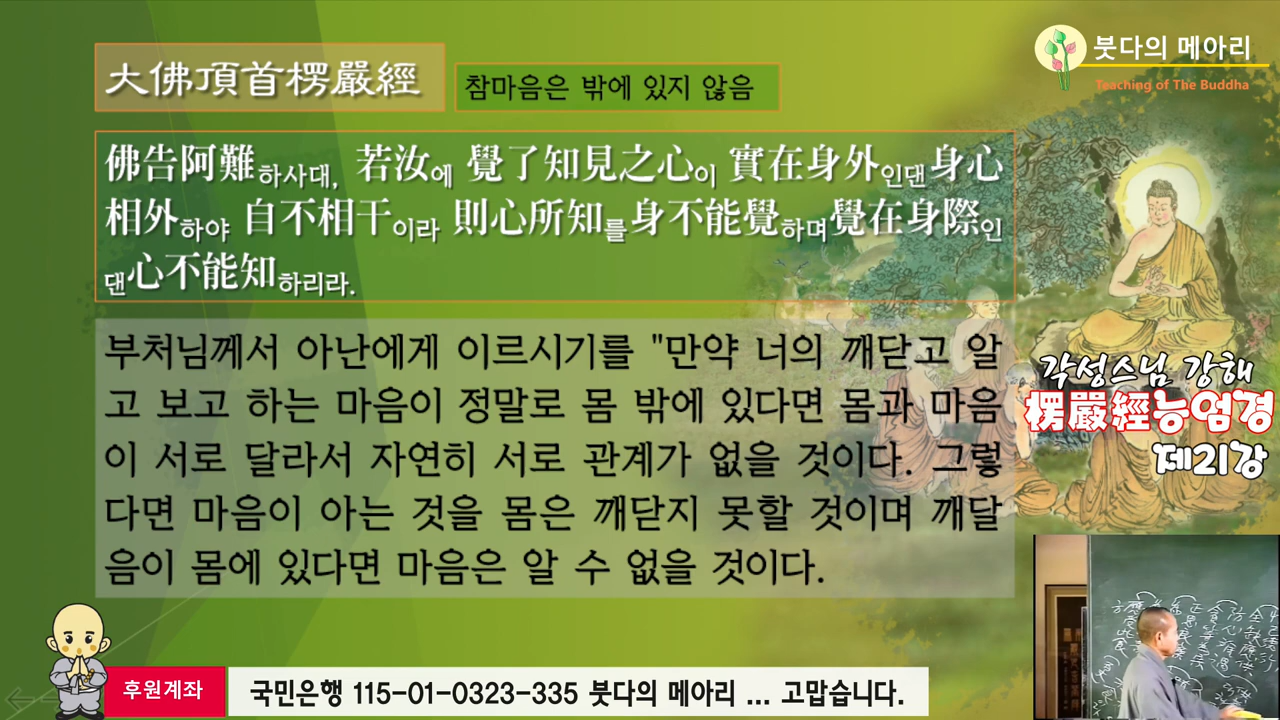 大佛頂首楞嚴經
참마음은 밖에 있지 않음
붓다의 메아리
Teaching of The Buddha
佛告阿難하사대, 若汝에 覺了知見之心이 實在身外인댄身心
相外하야 自不相干이라 則心所知를身不能覺하며覺在身際인
댄心不能知하리라.
부처님께서 아난에게 이르시기를 "만약 너의 깨닫고 알
고 보고 하는 마음이 정말로 몸 밖에 있다면 몸과 마음
이 서로 달라서 자연히 서로 관계가 없을 것이다. 그렇
다면 마음이 아는 것을 몸은 깨닫지 못할 것이며 깨달
음이 몸에 있다면 마음은 알 수 없을 것이다.
각성스님 강해
楞嚴經능엄경
제21강
후원계좌
국민은행 115-01-0323-335 붓다의 메아리 ... 고맙습니다.